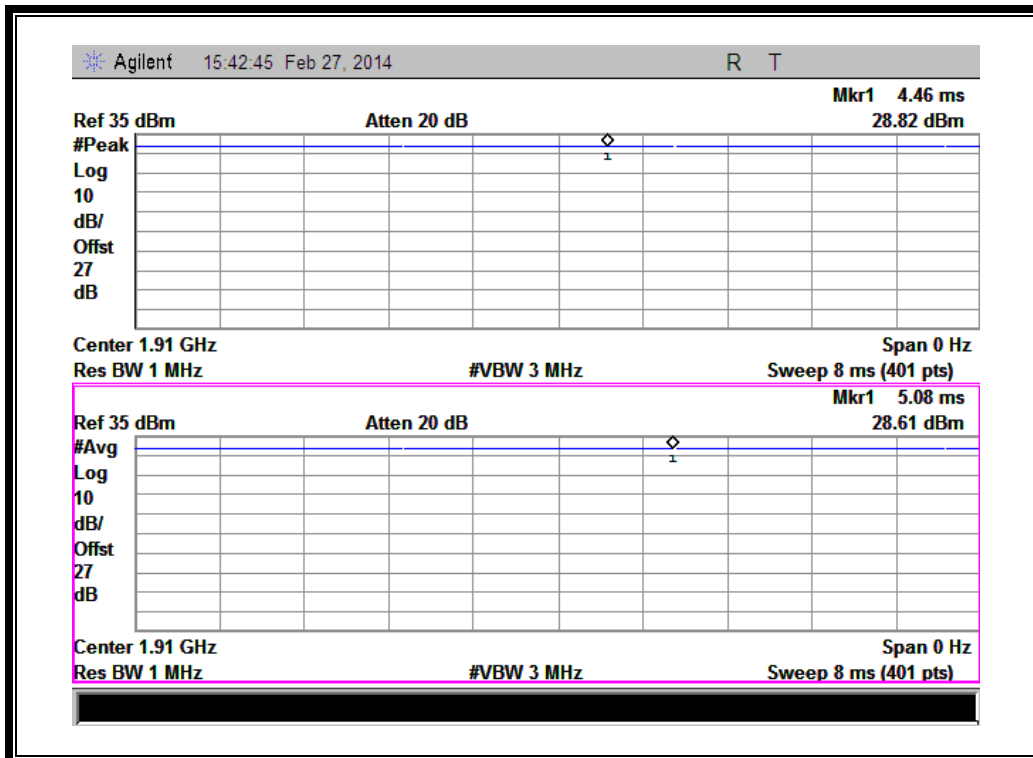 Agilent 15:42:45 Feb 27, 2014 R T
Mkr1 4.46 ms
Ref 35 dBm Atten 20 dB 28.82 dBm
#Peak
Log
10
dB/
Offst
27
dB
1
Center 1.91 GHz Span 0 Hz
Res BW 1 MHz #VBW 3 MHz Sweep 8 ms (401 pts)
Mkr1 5.08 ms
Ref 35 dBm Atten 20 dB 28.61 dBm
#Avg
Log
10
dB/
Offst
27
dB
1
Center 1.91 GHz Span 0 Hz
Res BW 1 MHz #VBW 3 MHz Sweep 8 ms (401 pts)